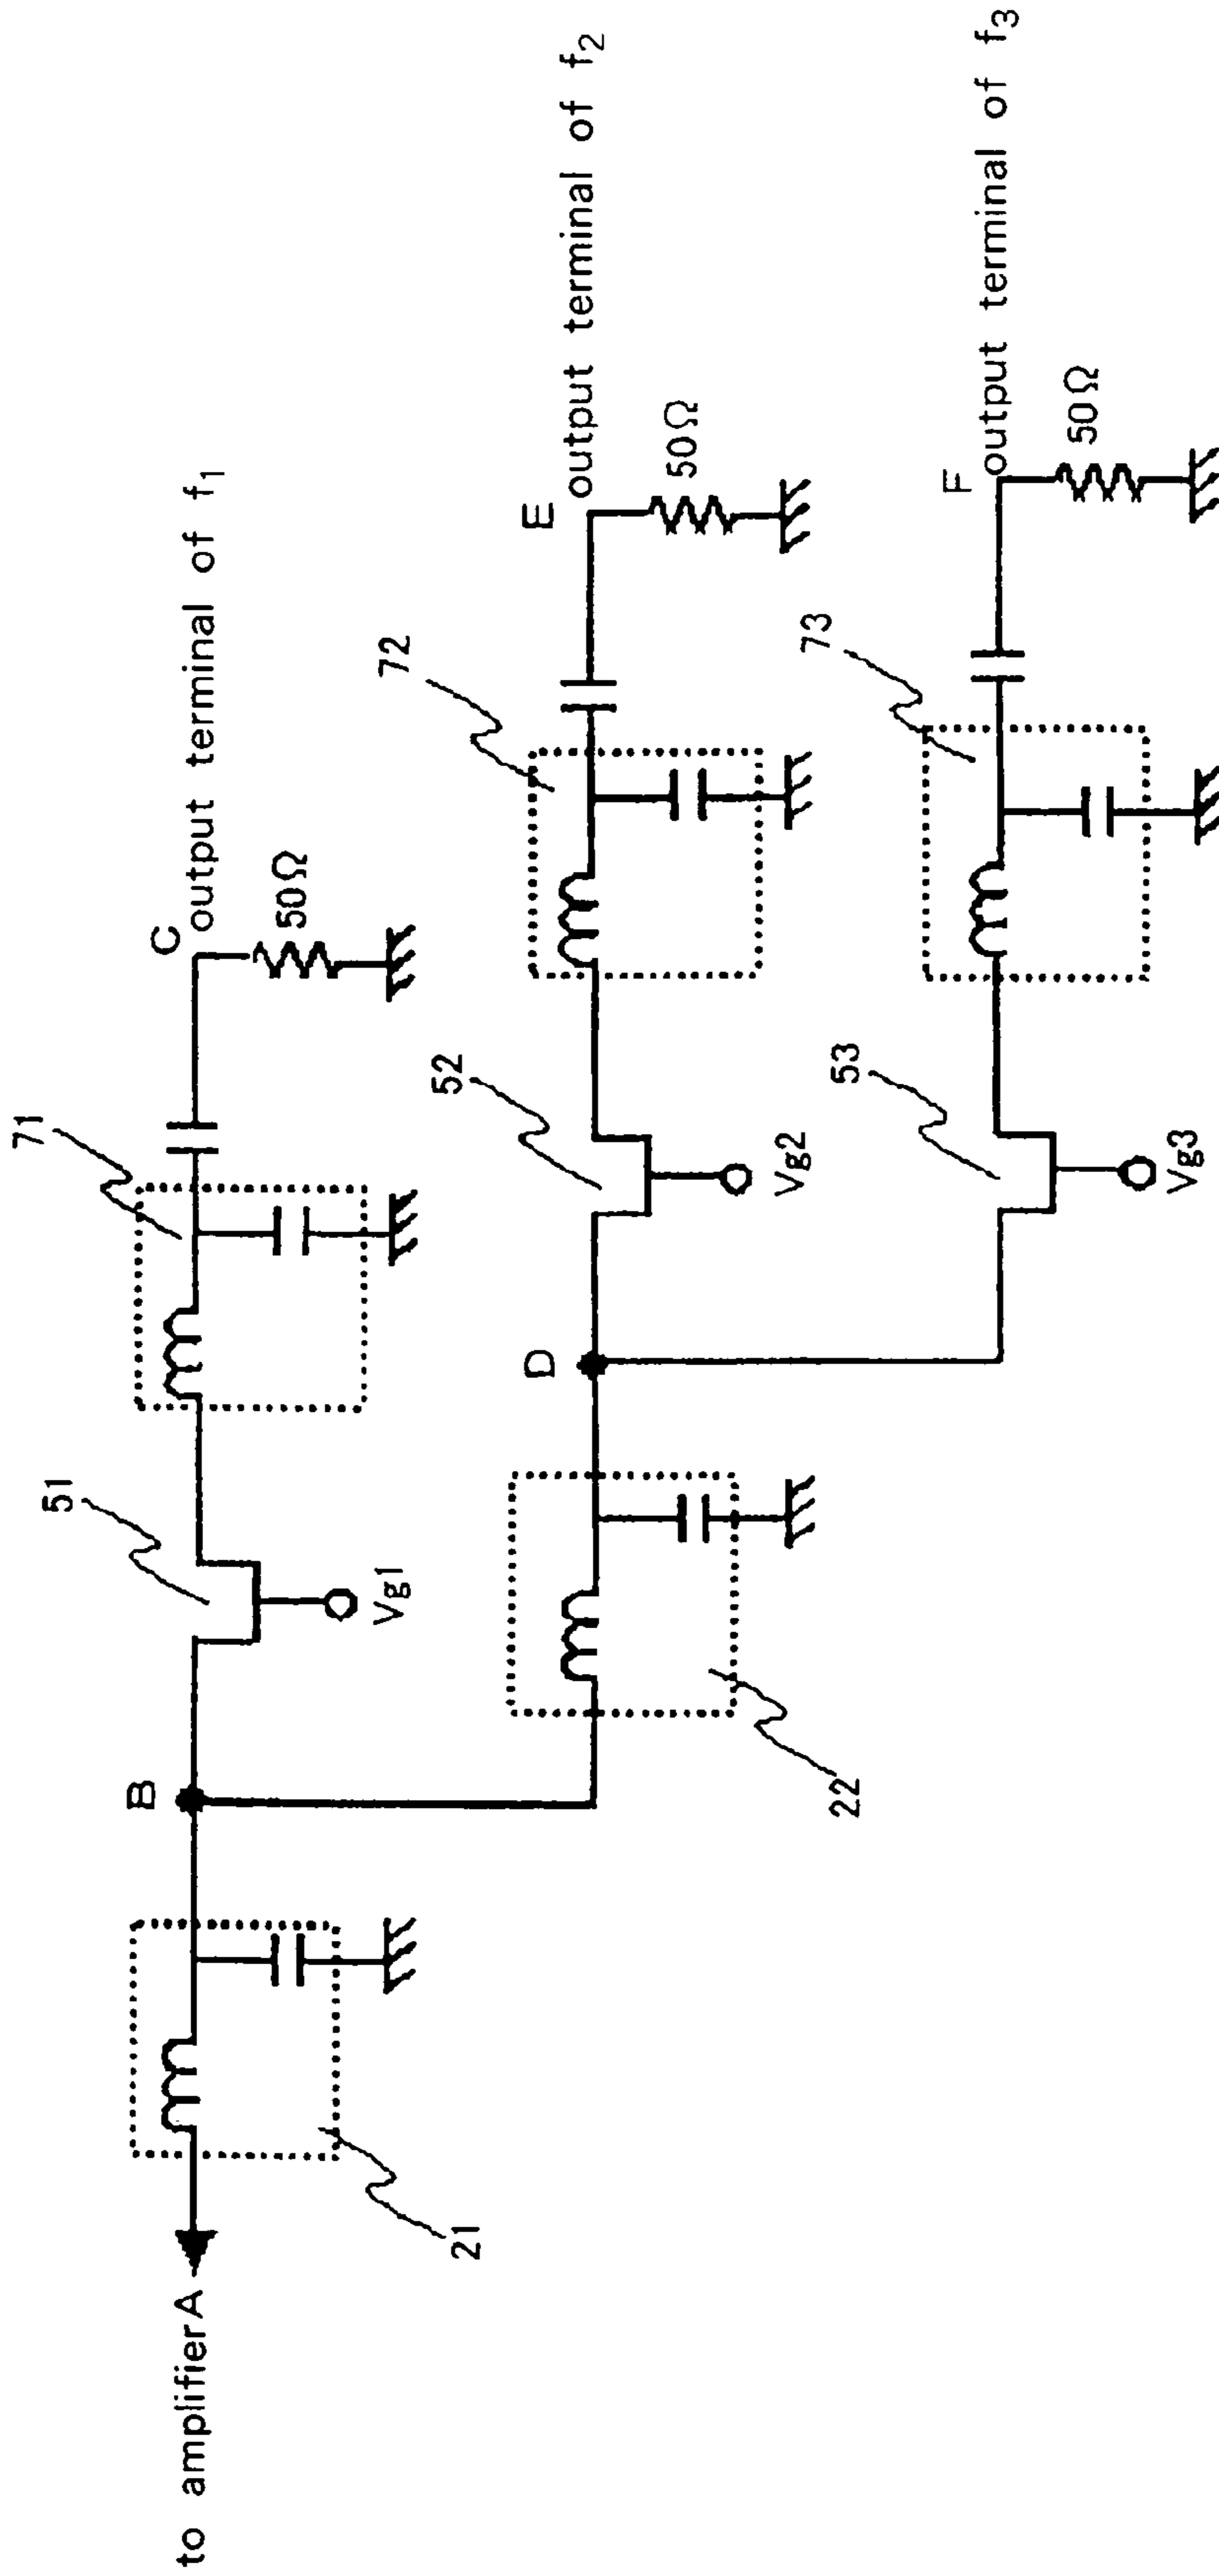 to amplifier A
21
B
51
Vg1
71
C
output terminal of f1
50Ω
22
D
52
Vg2
72
E
output terminal of f2
50Ω
53
Vg3
73
F
output terminal of f3
50Ω